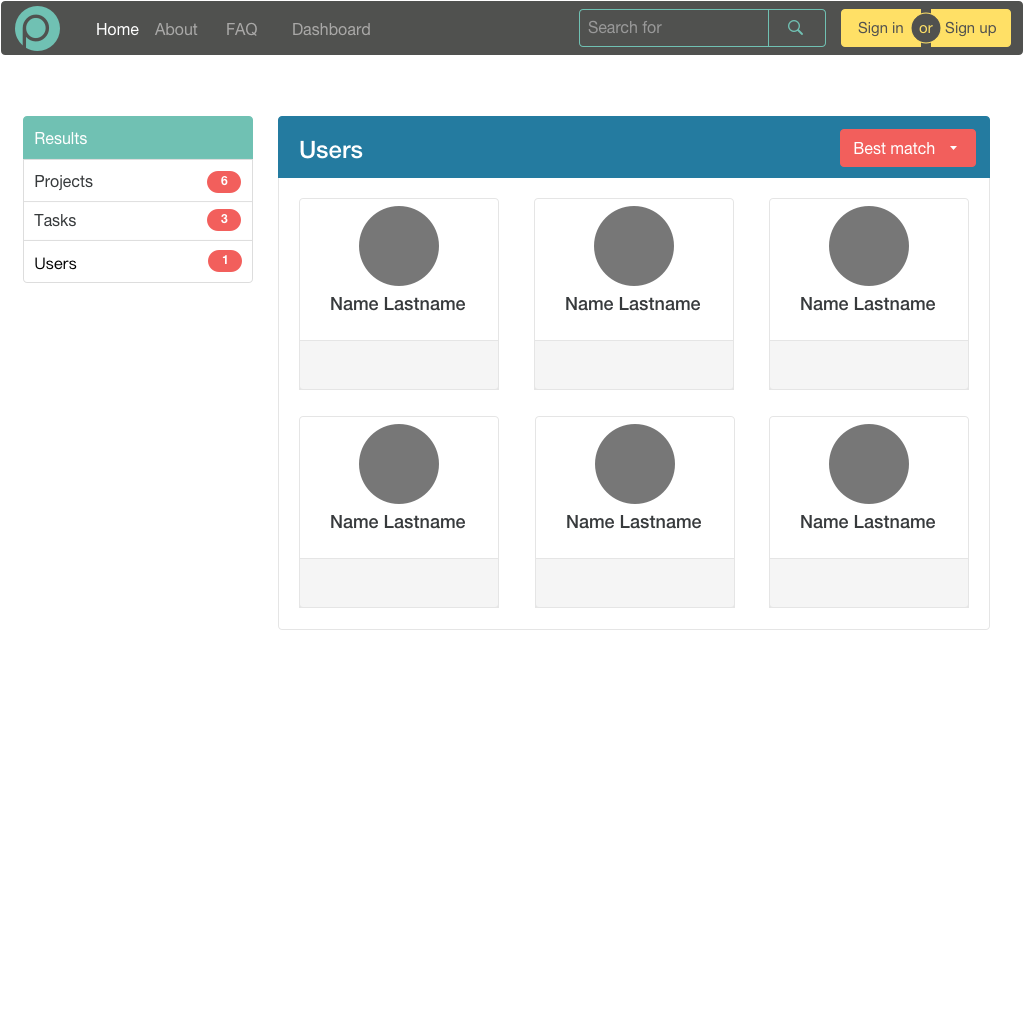 Home About FAQ Dashboard Search for Sign in or Sign up
Results
Projects 6
Tasks 3
Users 1
Users Best match
Name Lastname Name Lastname Name Lastname
Name Lastname Name Lastname Name Lastname